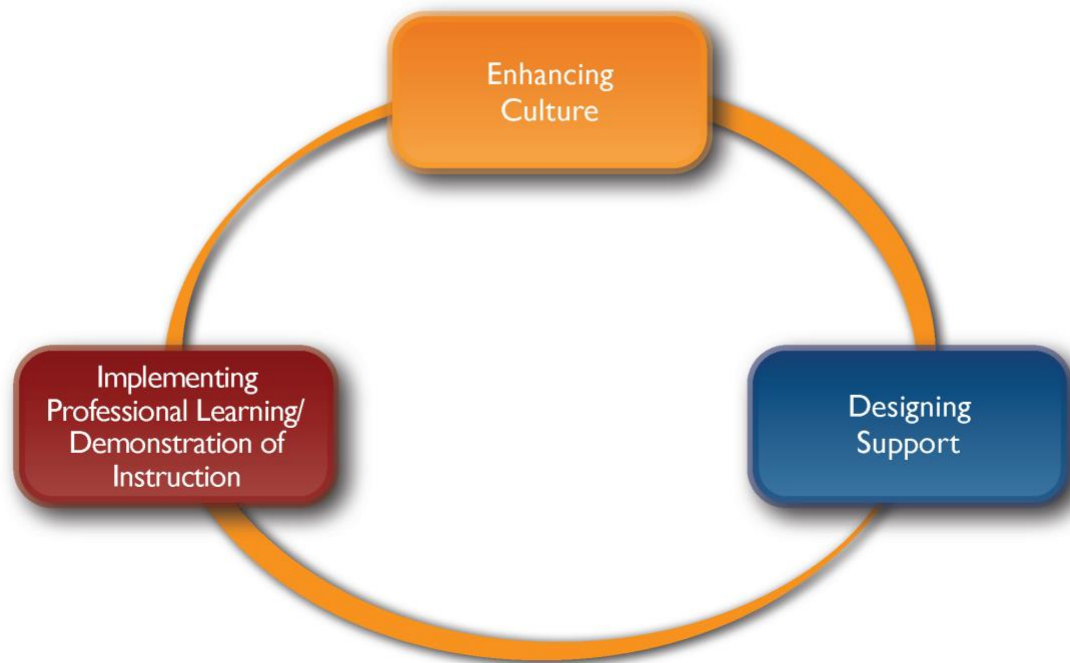 Enhancing
Culture
Implementing
Professional Learning/
Demonstration of
Instruction
Designing
Support